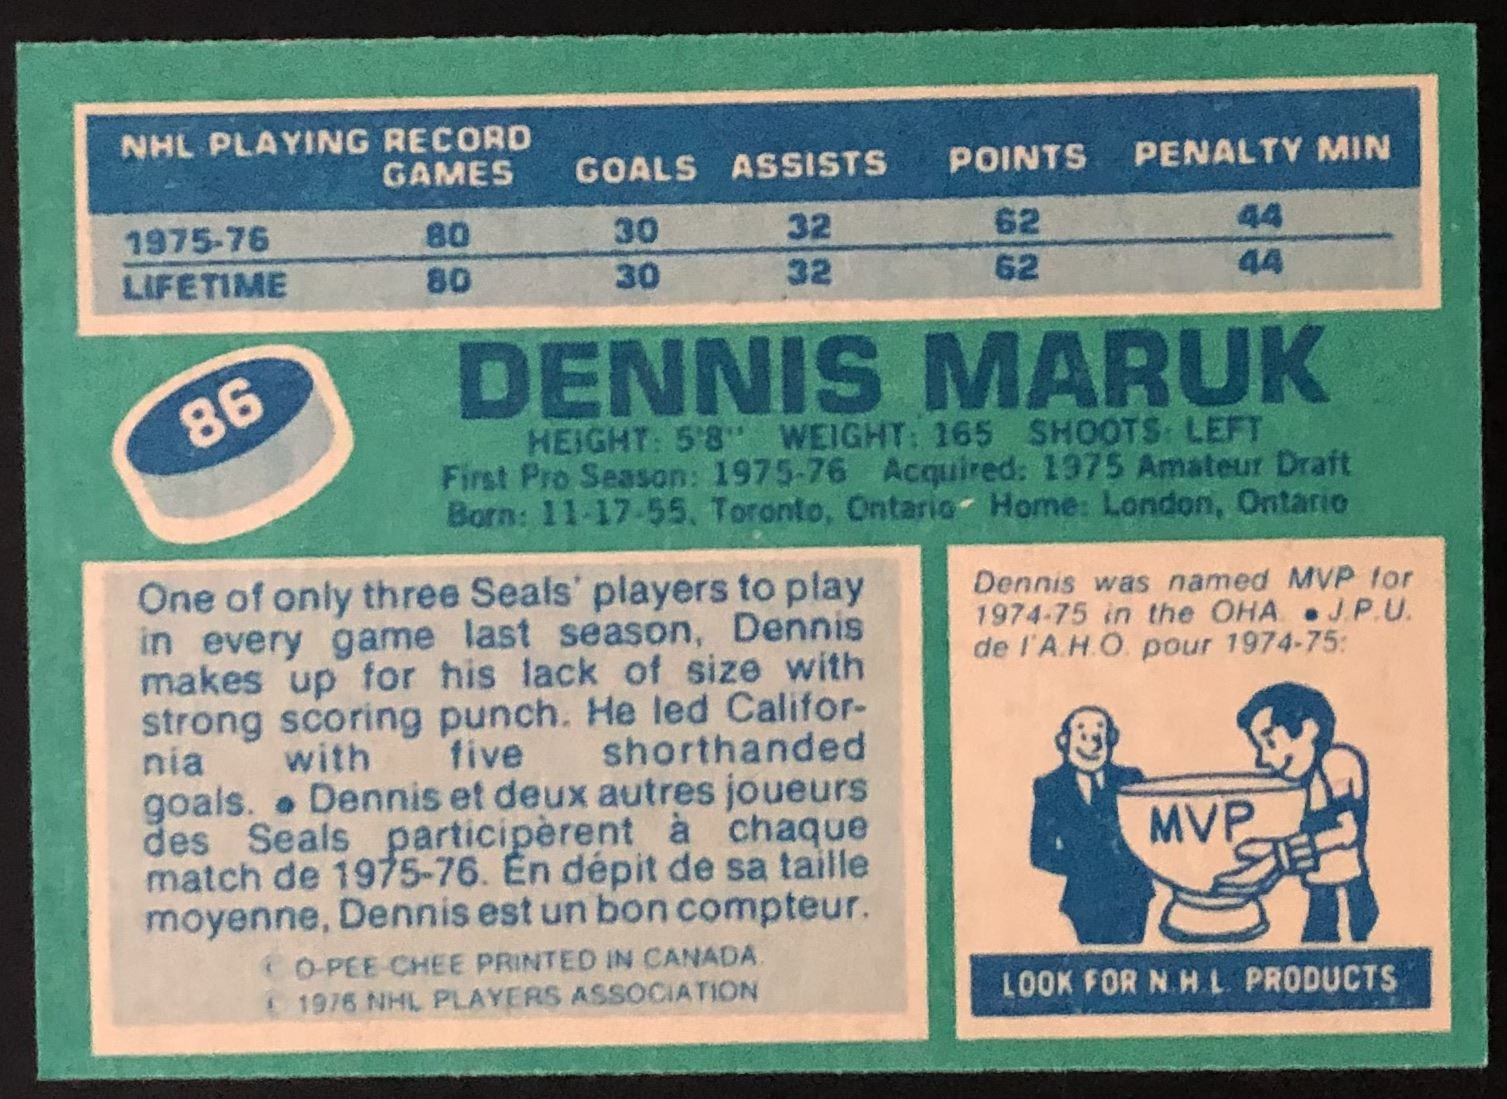 NHL PLAYING RECORD
GAMES GOALS ASSISTS POINTS PENALTY MIN
1975-76 80 30 32 62 44
LIFETIME 80 30 32 62 44
86
DENNIS MARUK
HEIGHT: 5'8" WEIGHT: 165 SHOOTS: LEFT
First Pro Season: 1975-76 Acquired: 1975 Amateur Draft
Born: 11-17-55, Toronto, Ontario Home: London, Ontario
One of only three Seals' players to play
in every game last season, Dennis
makes up for his lack of size with
strong scoring punch. He led Califor-
nia with five shorthanded
goals. • Dennis et deux autres joueurs
des Seals participèrent à chaque
match de 1975-76. En dépit de sa taille
moyenne, Dennis est un bon compteur.
© O-PEE-CHEE PRINTED IN CANADA.
© 1976 NHL PLAYERS ASSOCIATION
Dennis was named MVP for
1974-75 in the OHA. • J.P.U.
de l'A.H.O. pour 1974-75:
MVP
LOOK FOR N.H.L. PRODUCTS